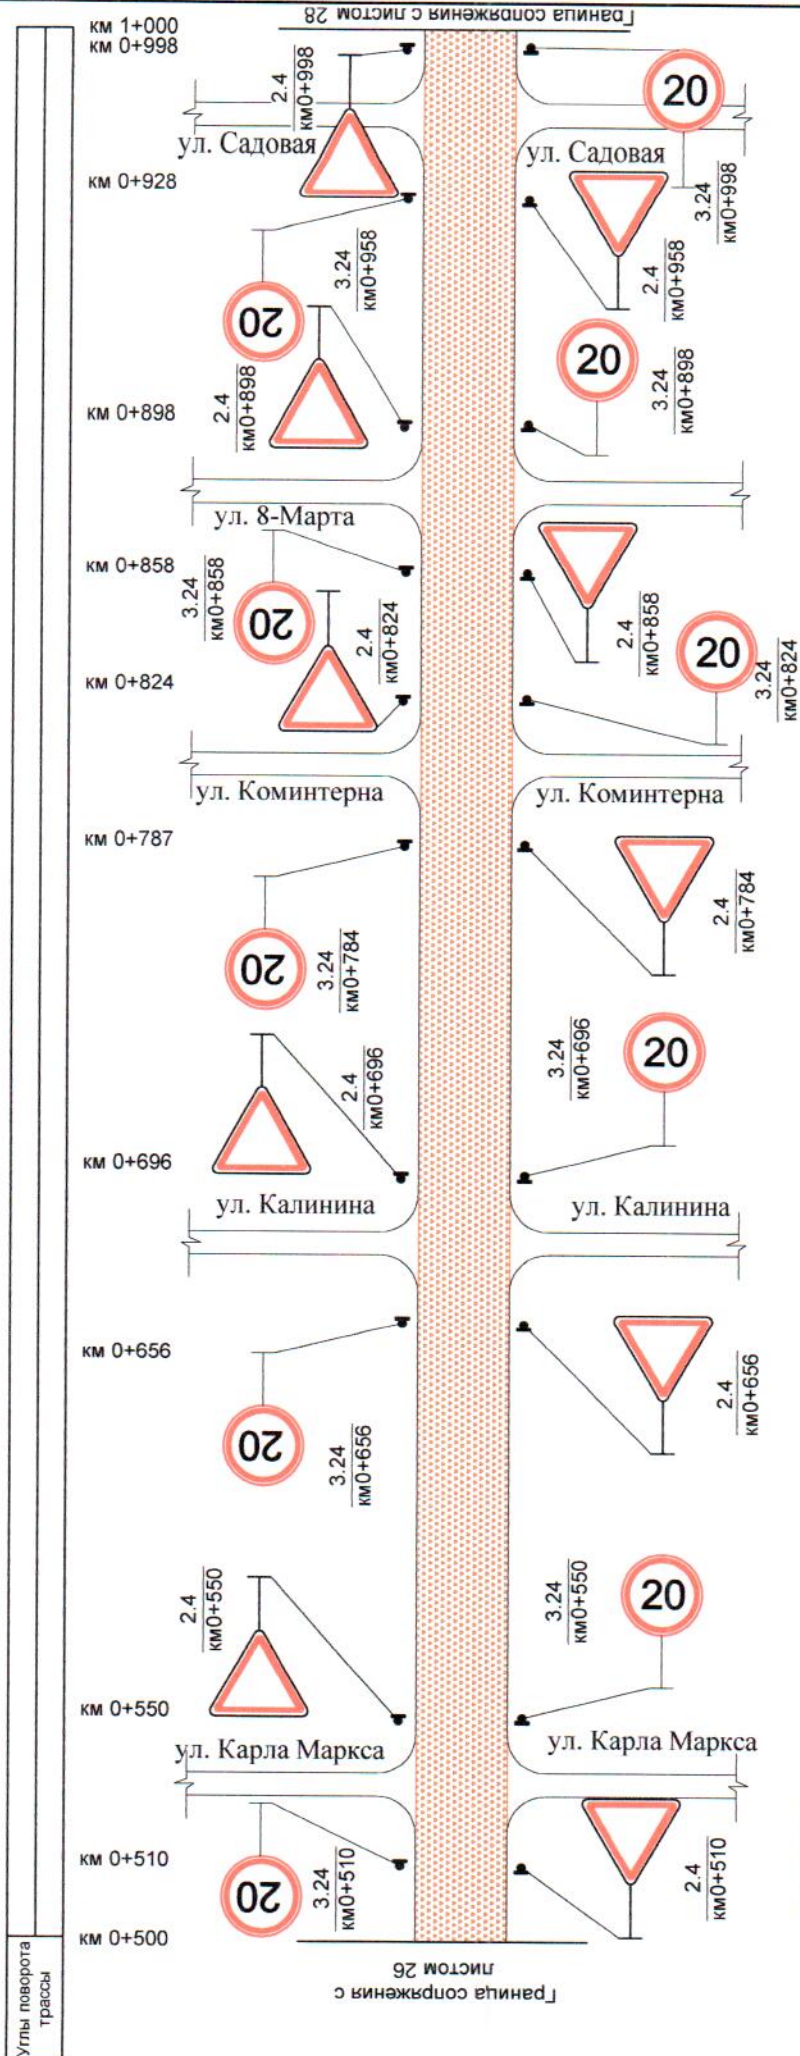 Граница сопряжения с листом 28
км 1+000
км 0+998
2.4
км0+998
20
ул. Садовая
ул. Садовая
3.24
км0+998
км 0+928
3.24
км0+958
2.4
км0+958
20
20
3.24
км0+898
2.4
км0+898
км 0+898
ул. 8-Марта
км 0+858
3.24
км0+858
20
2.4
км0+824
2.4
км0+858
20
3.24
км0+824
км 0+824
ул. Коминтерна
ул. Коминтерна
км 0+787
2.4
км0+784
20
3.24
км0+784
3.24
км0+696
20
2.4
км0+696
км 0+696
ул. Калинина
ул. Калинина
км 0+656
2.4
км0+656
20
3.24
км0+656
2.4
км0+550
3.24
км0+550
20
км 0+550
ул. Карла Маркса
ул. Карла Маркса
км 0+510
20
3.24
км0+510
2.4
км0+510
км 0+500
Граница сопряжения с
листом 26
Углы поворота
трассы